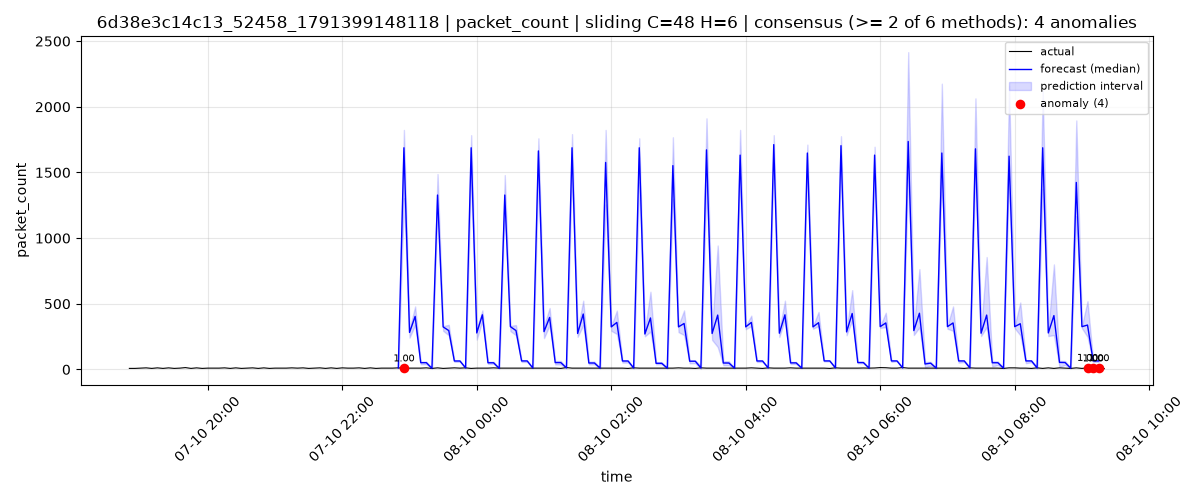 6d38e3c14c13_52458_1791399148118 | packet_count | sliding C=48 H=6 | consensus (>= 2 of 6 methods): 4 anomalies
packet_count
2500
2000
1500
1000
500
0
actual
forecast (median)
prediction interval
anomaly (4)
1.00
07-10 20:00
07-10 22:00
08-10 00:00
08-10 02:00
08-10 04:00
08-10 06:00
08-10 08:00
08-10 10:00
time